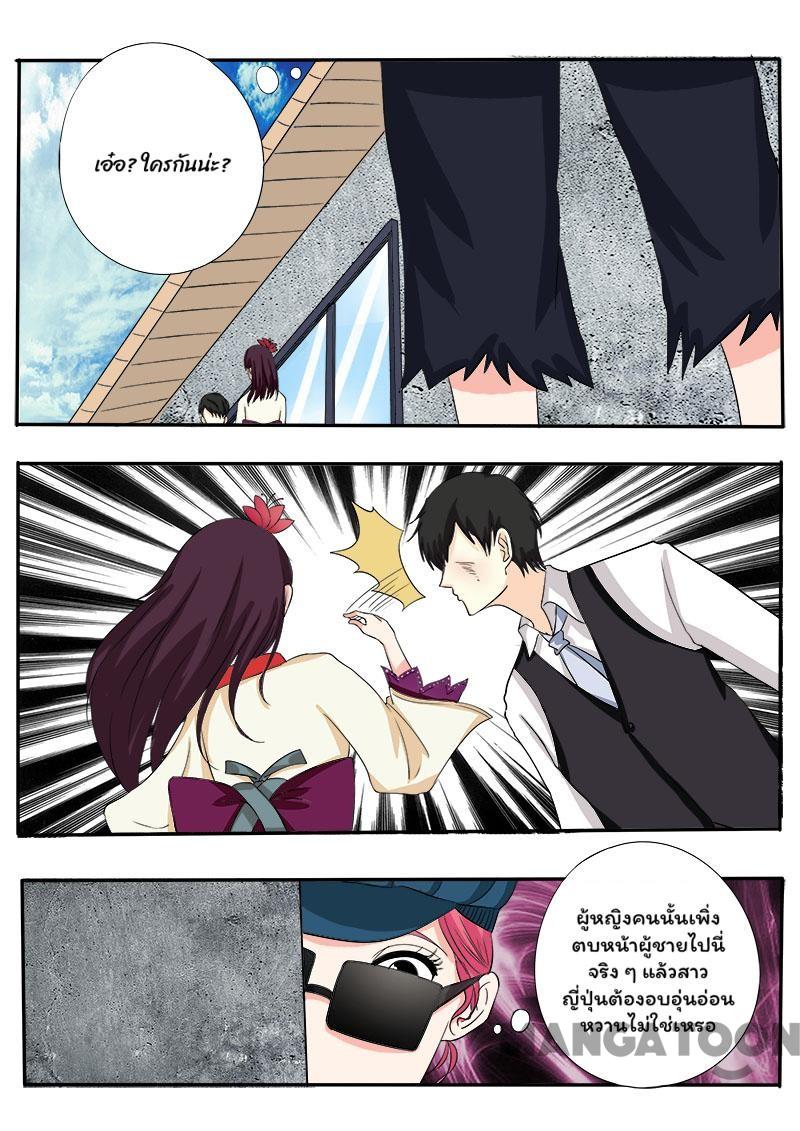 เอ๋อ? ใครกันน่ะ?
ผู้หญิงคนนั้นเพิ่ง
ตบหน้าผู้ชายไปนี่
จริง ๆ แล้วสาว
ญี่ปุ่นต้องอบอุ่นอ่อน
หวานไม่ใช่เหรอ
MANGATOON